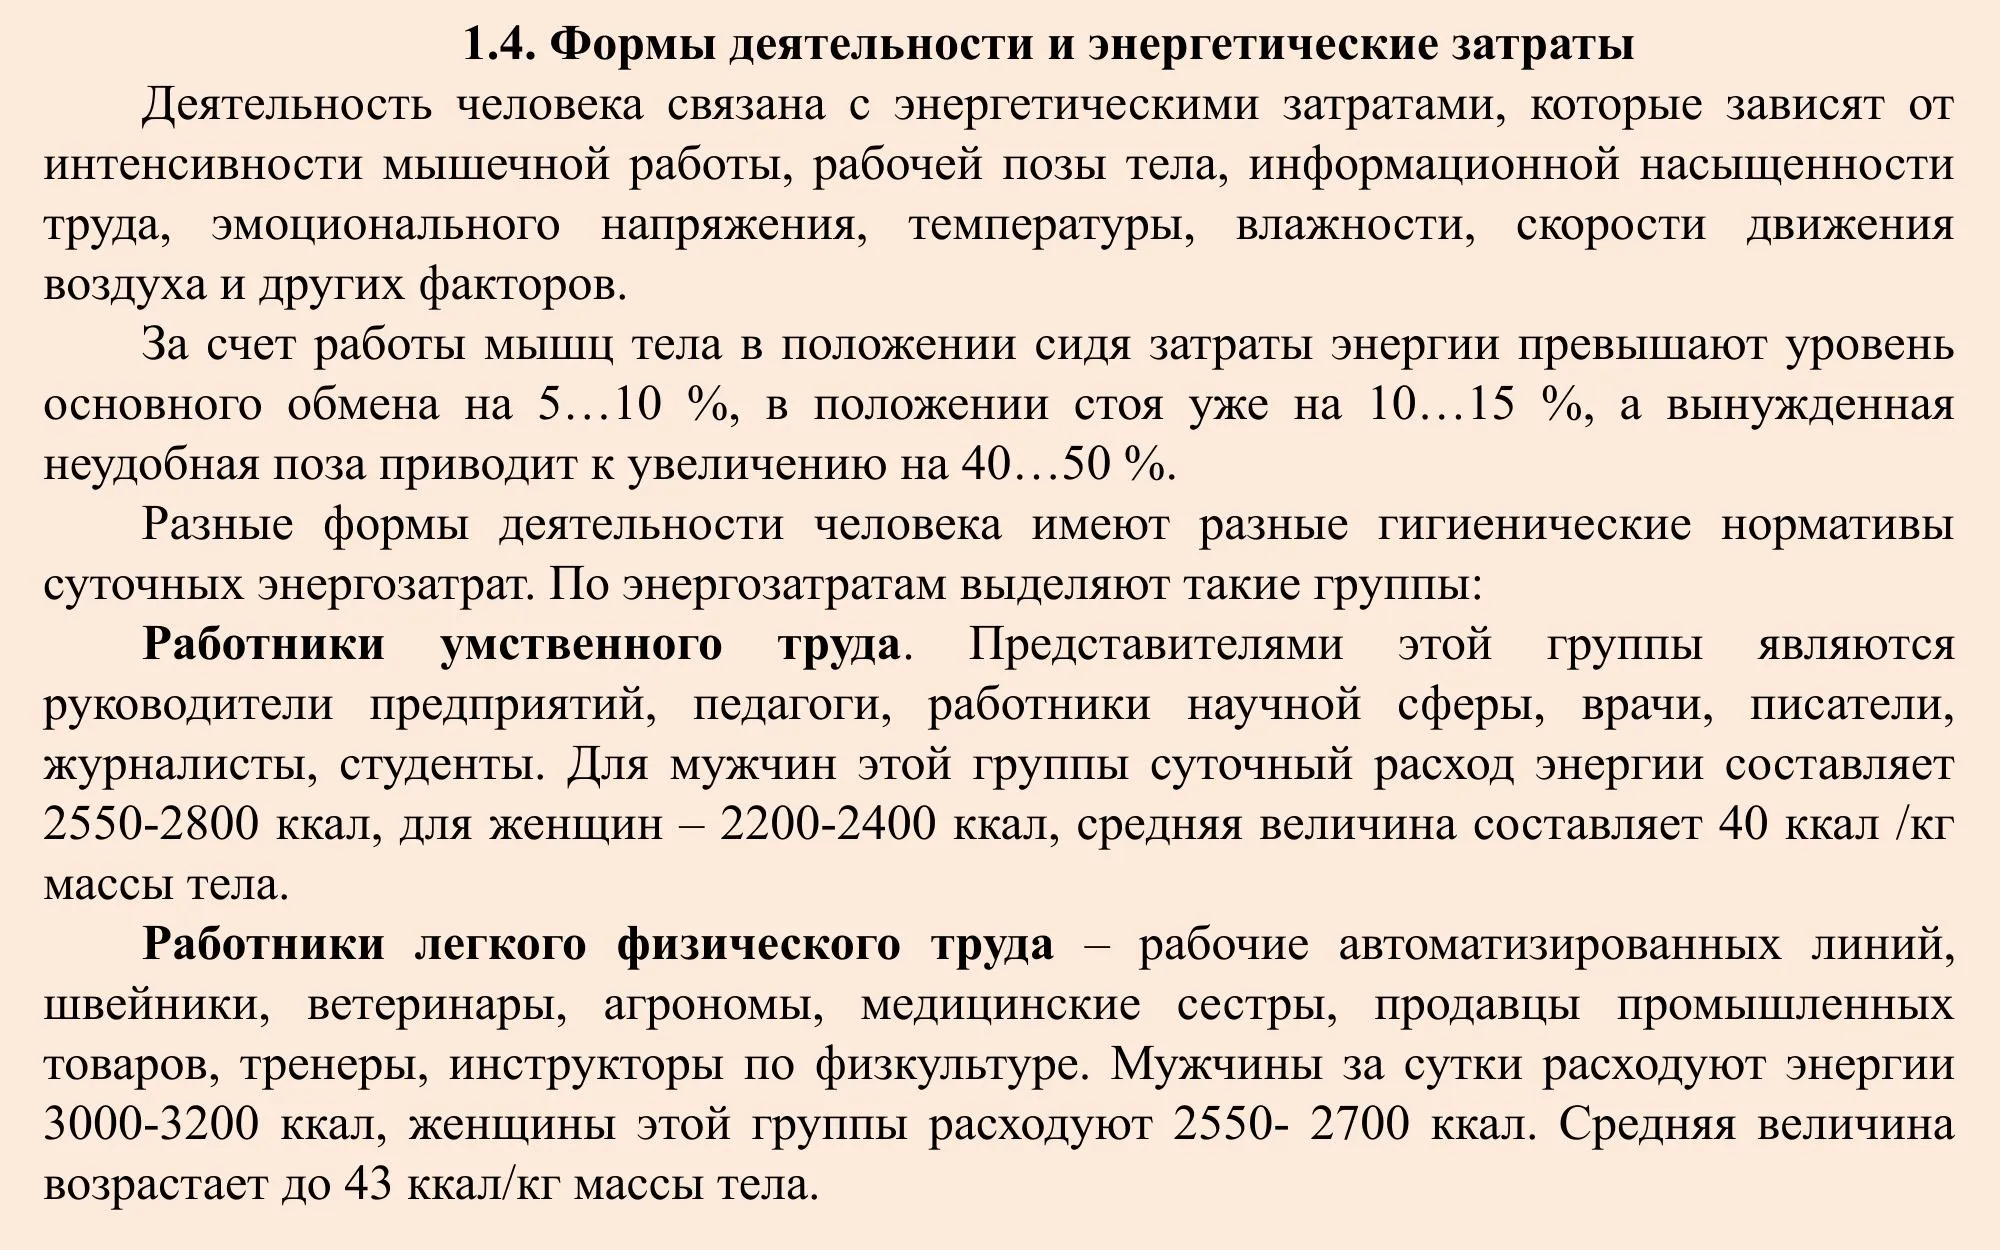 1.4. Формы деятельности и энергетические затраты
Деятельность человека связана с энергетическими затратами, которые зависят от
интенсивности мышечной работы, рабочей позы тела, информационной насыщенности
труда, эмоционального напряжения, температуры, влажности, скорости движения
воздуха и других факторов.
За счет работы мышц тела в положении сидя затраты энергии превышают уровень
основного обмена на 5…10 %, в положении стоя уже на 10…15 %, а вынужденная
неудобная поза приводит к увеличению на 40…50 %.
Разные формы деятельности человека имеют разные гигиенические нормативы
суточных энергозатрат. По энергозатратам выделяют такие группы:
Работники умственного труда. Представителями этой группы являются
руководители предприятий, педагоги, работники научной сферы, врачи, писатели,
журналисты, студенты. Для мужчин этой группы суточный расход энергии составляет
2550-2800 ккал, для женщин – 2200-2400 ккал, средняя величина составляет 40 ккал /кг
массы тела.
Работники легкого физического труда – рабочие автоматизированных линий,
швейники, ветеринары, агрономы, медицинские сестры, продавцы промышленных
товаров, тренеры, инструкторы по физкультуре. Мужчины за сутки расходуют энергии
3000-3200 ккал, женщины этой группы расходуют 2550- 2700 ккал. Средняя величина
возрастает до 43 ккал/кг массы тела.